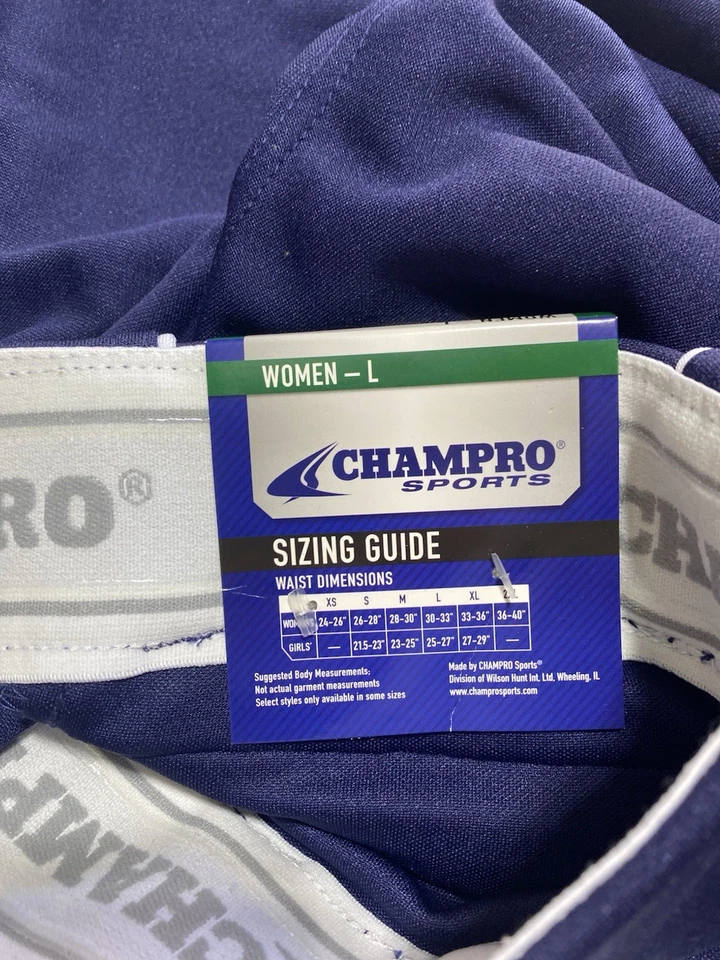 WOMEN – L
CHAMPRO®
SPORTS
SIZING GUIDE
WAIST DIMENSIONS
XS S M L XL
24-26" 26-28" 28-30" 30-33" 33-36" 36-40"
GIRLS' — 21.5-23" 23-25" 25-27" 27-29" —
Suggested Body Measurements;
Not actual garment measurements
Select styles only available in some sizes
Made by CHAMPRO Sports®
Division of Wilson Hunt Int, Ltd, Wheeling, IL
www.champrosports.com
RO®
CHA
CHAMP